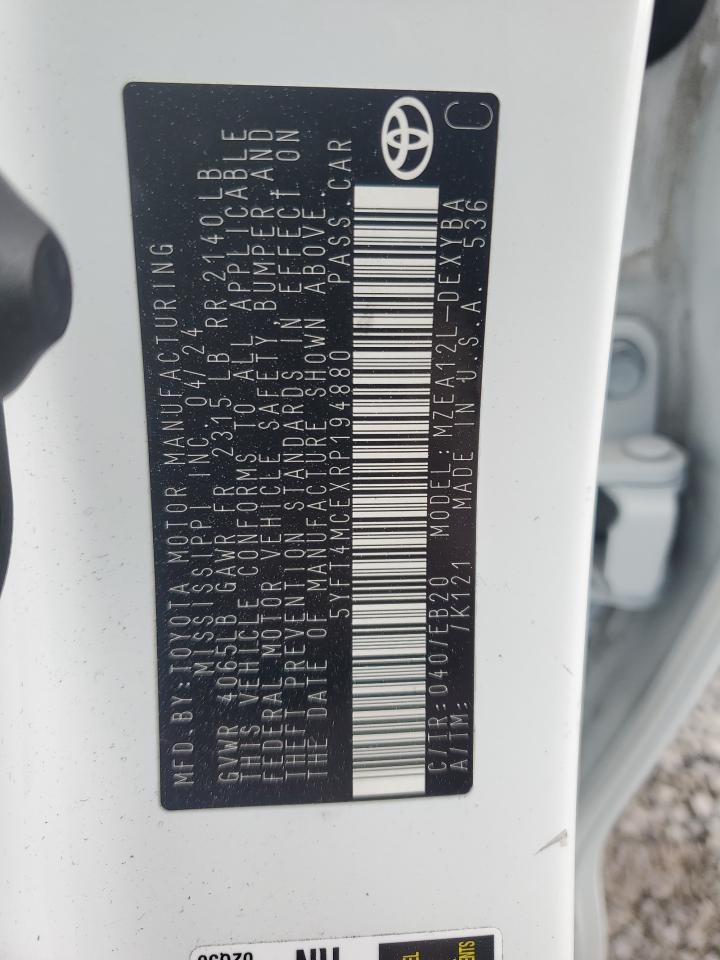 MFD.BY:TOYOTA MOTOR MANUFACTURING
MISSISSIPPI INC.04/24
GVWR 4065LB GAWR FR 2315 LB RR 2140 LB
THIS VEHICLE CONFORMS TO ALL APPLICABLE
FEDERAL MOTOR VEHICLE SAFETY, BUMPER AND
THEFT PREVENTION STANDARDS IN EFFECT ON
THE DATE OF MANUFACTURE SHOWN ABOVE.
5YFT4MCEXRP194880 PASS.CAR
C/TR:040/EB20 MODEL:MZEA12L-DEXYBA
A/TM: /K121 MADE IN U.S.A. 536
C